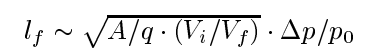 l_f ∼ √(A/q · (V_i/V_f)) · Δp/p_0